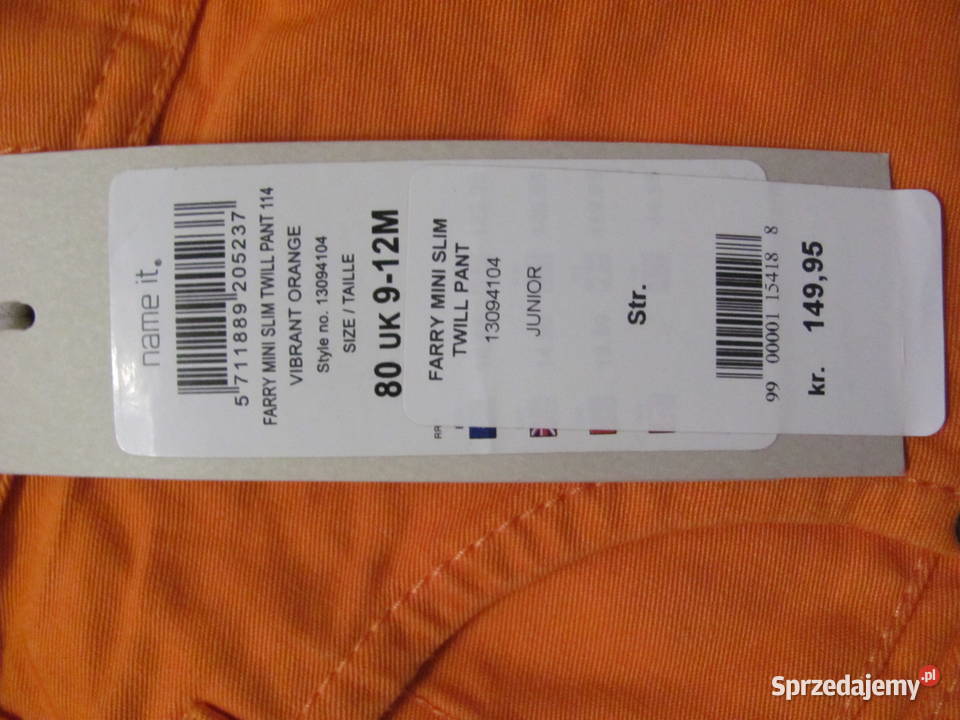 name it.
5 711889 205237
FARRY MINI SLIM TWILL PANT 114
VIBRANT ORANGE
Style no. 13094104
SIZE / TAILLE
80 UK 9-12M
RR
FARRY MINI SLIM
TWILL PANT
13094104
JUNIOR
Str.
99 00001 15418 8
kr. 149,95
Sprzedajemy.pl